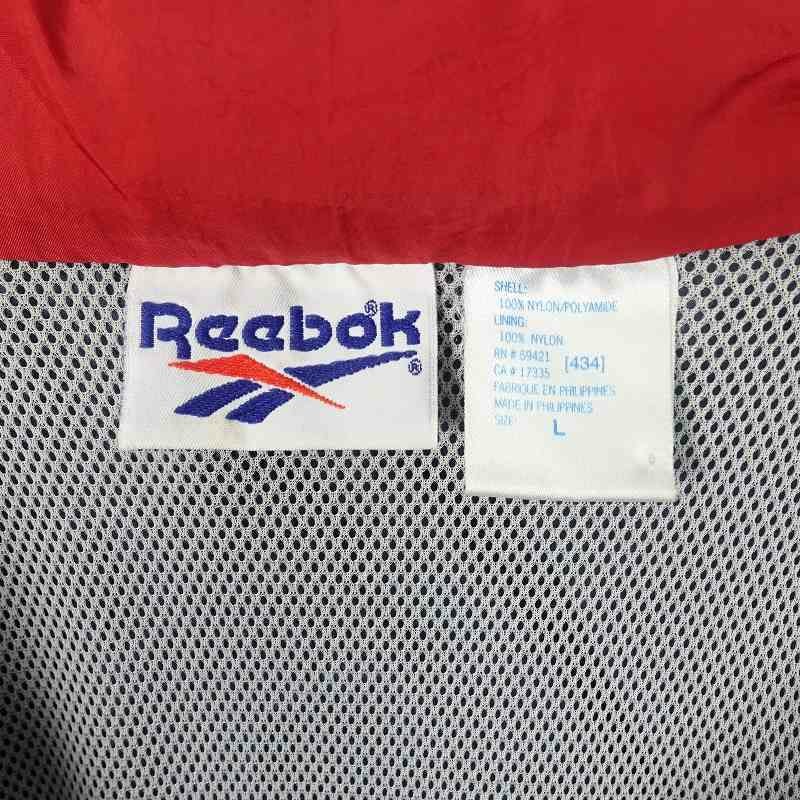 Reebok®
®
SHELL:
100% NYLON/POLYAMIDE
LINING:
100% NYLON
RN # 59421 [434]
CA # 17335
FABRIQUE EN PHILIPPINES
MADE IN PHILIPPINES
SIZE: L